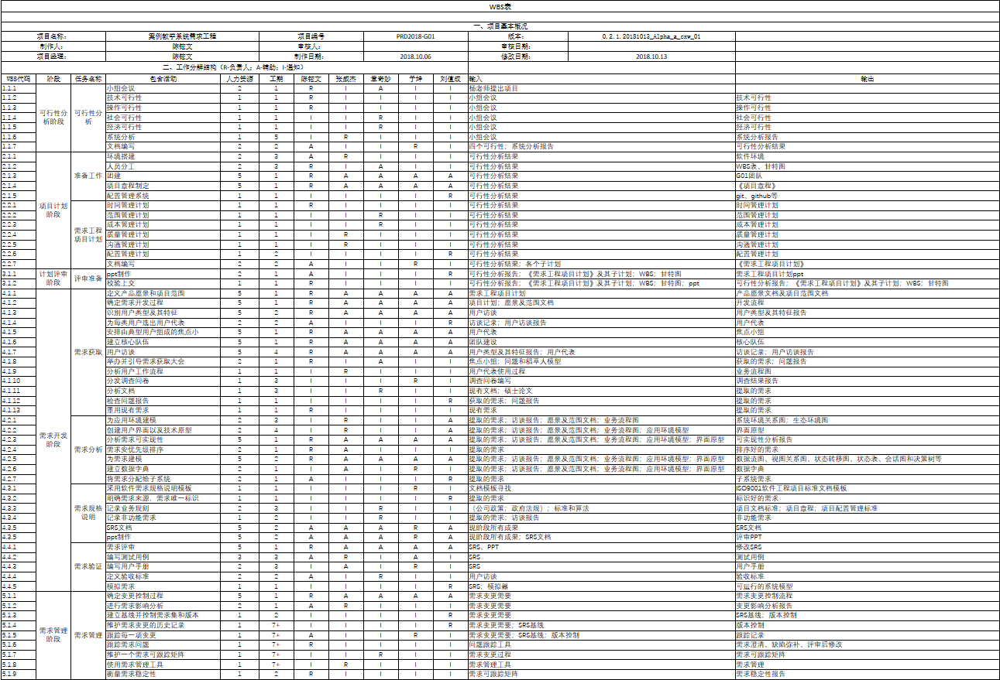 WBS表
一、项目基本概况
项目名称： 案例教学系统需求工程 项目编号 PRD2018-G01 版本： 0.2.1.20181013_Alpha_a_cxw_01
制作人： 陈铉文 审核人： 审核日期：
项目经理： 陈铉文 制作日期： 2018.10.06 修改日期： 2018.10.13
二、工作分解结构（R-负责人；A-辅助；I-通知）
WBS代码 阶段 任务名称 包含活动 人力资源 工期 陈铉文 张威杰 章奇妙 于坤 刘值成 输入 输出
1.1.1 可行性分析阶段 可行性分析 小组会议 2 1 R I A I I 杨老师提出项目
1.1.2 技术可行性 1 1 R I I I I 小组会议 技术可行性
1.1.3 操作可行性 1 1 R I I I I 小组会议 操作可行性
1.1.4 社会可行性 1 1 I I R I I 小组会议 社会可行性
1.1.5 经济可行性 1 1 I I R I I 小组会议 经济可行性
1.1.6 系统分析 1 5 I R I I I 小组会议 系统分析报告
1.1.7 文档编写 2 2 A I I R I 四个可行性；系统分析报告 可行性分析结果
2.1.1 项目计划阶段 准备工作 环境搭建 2 3 A R I I I 可行性分析结果 软件环境
2.1.2 人员分工 2 3 R I A I I 可行性分析结果 WBS表、甘特图
2.1.3 团建 5 1 R A A A A 可行性分析结果 G01团队
2.1.4 项目章程制定 5 1 R A A A A 可行性分析结果 《项目章程》
2.1.5 配置管理系统 1 1 I I I I R 可行性分析结果 git、github等
2.2.1 需求工程项目计划 时间管理计划 1 1 R I I I I 可行性分析结果 时间管理计划
2.2.2 范围管理计划 1 1 I I R I I 可行性分析结果 范围管理计划
2.2.3 成本管理计划 1 1 I I R I I 可行性分析结果 成本管理计划
2.2.4 质量管理计划 1 1 I R I I I 可行性分析结果 质量管理计划
2.2.5 沟通管理计划 1 1 I R I I I 可行性分析结果 沟通管理计划
2.2.6 配置管理计划 1 2 I I I I R 可行性分析结果 配置管理计划
2.2.7 文档编写 2 2 A I I R I 可行性分析结果；各个子计划 《需求工程项目计划》
3.1.1 计划评审阶段 评审准备 ppt制作 2 1 A I I I R 可行性分析报告；《需求工程项目计划》及其子计划；WBS；甘特图 需求工程项目计划ppt
3.1.2 校验上交 1 1 R I I I I 可行性分析报告；《需求工程项目计划》及其子计划；WBS；甘特图；ppt 可行性分析报告；《需求工程项目计划》及其子计划；WBS；甘特图
4.1.1 需求开发阶段 需求获取 定义产品愿景和项目范围 5 1 R A A A A 需求工程项目计划 产品愿景文档及项目范围文档
4.1.2 确定需求开发过程 5 1 R A A A A 项目计划；愿景及范围文档 开发流程
4.1.3 识别用户类型及其特征 5 2 R A A A A 用户访谈 用户类型及其特征报告
4.1.4 为每类用户选出用户代表 2 2 A I I I R 访谈记录；用户访谈报告 用户代表
4.1.5 安排由典型用户组成的焦点小 5 1 R A A A A 用户代表 焦点小组
4.1.6 建立核心队伍 5 1 R A A A A 团队建设 核心队伍
4.1.7 用户访谈 5 4 R A A A A 用户类型及其特征报告；用户代表 访谈记录；用户访谈报告
4.1.8 举办并引导需求获取大会 2 1 R I A I I 焦点小组；问题和稻草人模型 获取的需求；问题报告
4.1.9 分析用户工作流程 1 1 I R I I I 用户代表使用过程 业务流程图
4.1.10 分发调查问卷 1 3 I I I R I 调查问卷编写 调查结果报告
4.1.11 分析文档 1 3 I I R I I 现有文档；硕士论文 提取的需求
4.1.12 检查问题报告 1 1 I I I I R 获取的需求；问题报告 提取的需求
4.1.13 重用现有需求 1 1 R I I I I 现有需求 提取的需求
4.2.1 需求分析 为应用环境建模 2 3 I R I I A 提取的需求；访谈报告；愿景及范围文档；业务流程图 系统环境关系图；生态环境图
4.2.2 创建用户界面以及技术原型 2 4 I R I I A 提取的需求；访谈报告；愿景及范围文档；业务流程图；应用环境模型 界面原型
4.2.3 分析需求可实现性 5 1 R A A A A 提取的需求；访谈报告；愿景及范围文档；业务流程图；应用环境模型；界面原型 可实现性分析报告
4.2.4 需求安优先级排序 2 1 R A I I I 提取的需求 排序好的需求
4.2.5 为需求建模 5 2 R A A A A 提取的需求；访谈报告；愿景及范围文档；业务流程图；应用环境模型；界面原型 数据流图、视图关系图、状态转移图、状态表、会话图和决策树等
4.2.6 建立数据字典 2 1 I A I R I 提取的需求；访谈报告；愿景及范围文档；业务流程图；应用环境模型；界面原型 数据字典
4.2.7 将需求分配给子系统 2 1 A I I I R 提取的需求 子系统需求
4.3.1 需求规格说明 采用软件需求规格说明模板 1 1 I I I R I 文档模板寻找 ISO9001软件工程项目标准文档模板
4.3.2 明确需求来源，需求唯一标识 1 1 I I I I R 提取的需求 标识好的需求
4.3.3 记录业务规则 2 3 I I R I I （公司政策；政府法规）；标准和算法 项目文档标准；项目章程；项目配置管理标准
4.3.4 记录非功能需求 1 2 I I R I I 提取的需求；访谈报告 非功能需求
4.3.5 SRS文档 5 2 A A A R A 现阶段所有成果 SRS文档
4.3.5 ppt制作 5 2 A A A R A 现阶段所有成果；SRS文档 评审PPT
4.4.1 需求验证 需求评审 5 1 R A A A A SRS、PPT 修改SRS
4.4.2 编写测试用例 3 3 A R I A I SRS 测试用例
4.4.3 编写用户手册 2 3 I A I R I SRS 用户手册
4.4.4 定义验收标准 2 2 A I R I I 用户访谈 验收标准
4.4.5 模拟需求 1 1 I I I I R SRS；模拟器 可运行的系统模型
5.1.1 需求管理阶段 需求管理 确定变更控制过程 5 1 R A A A A 需求变更需要 需求变更控制流程
5.1.2 进行需求影响分析 2 1 A R I I I 需求变更需要 变更影响分析报告
5.1.3 建立基线并控制需求集和版本 1 2 I I I I R 需求变更需要 SRS基线；版本控制
5.1.4 维护需求变更的历史记录 1 7+ I I I I R 需求变更需要；SRS基线 版本控制
5.1.5 跟踪每一项变更 1 7+ A I I R I 需求变更需要；SRS基线；版本控制 跟踪记录
5.1.6 跟踪需求问题 1 7+ R I I I I 问题跟踪工具 需求澄清、缺陷弥补、评审后修改
5.1.7 维护一个需求可跟踪矩阵 1 7+ I I R I I 需求变更过程 需求可跟踪矩阵
5.1.8 使用需求管理工具 1 7+ I R I I I 需求管理工具 需求管理
5.1.9 衡量需求稳定性 1 2 R I I I I 需求可跟踪矩阵 需求稳定性报告